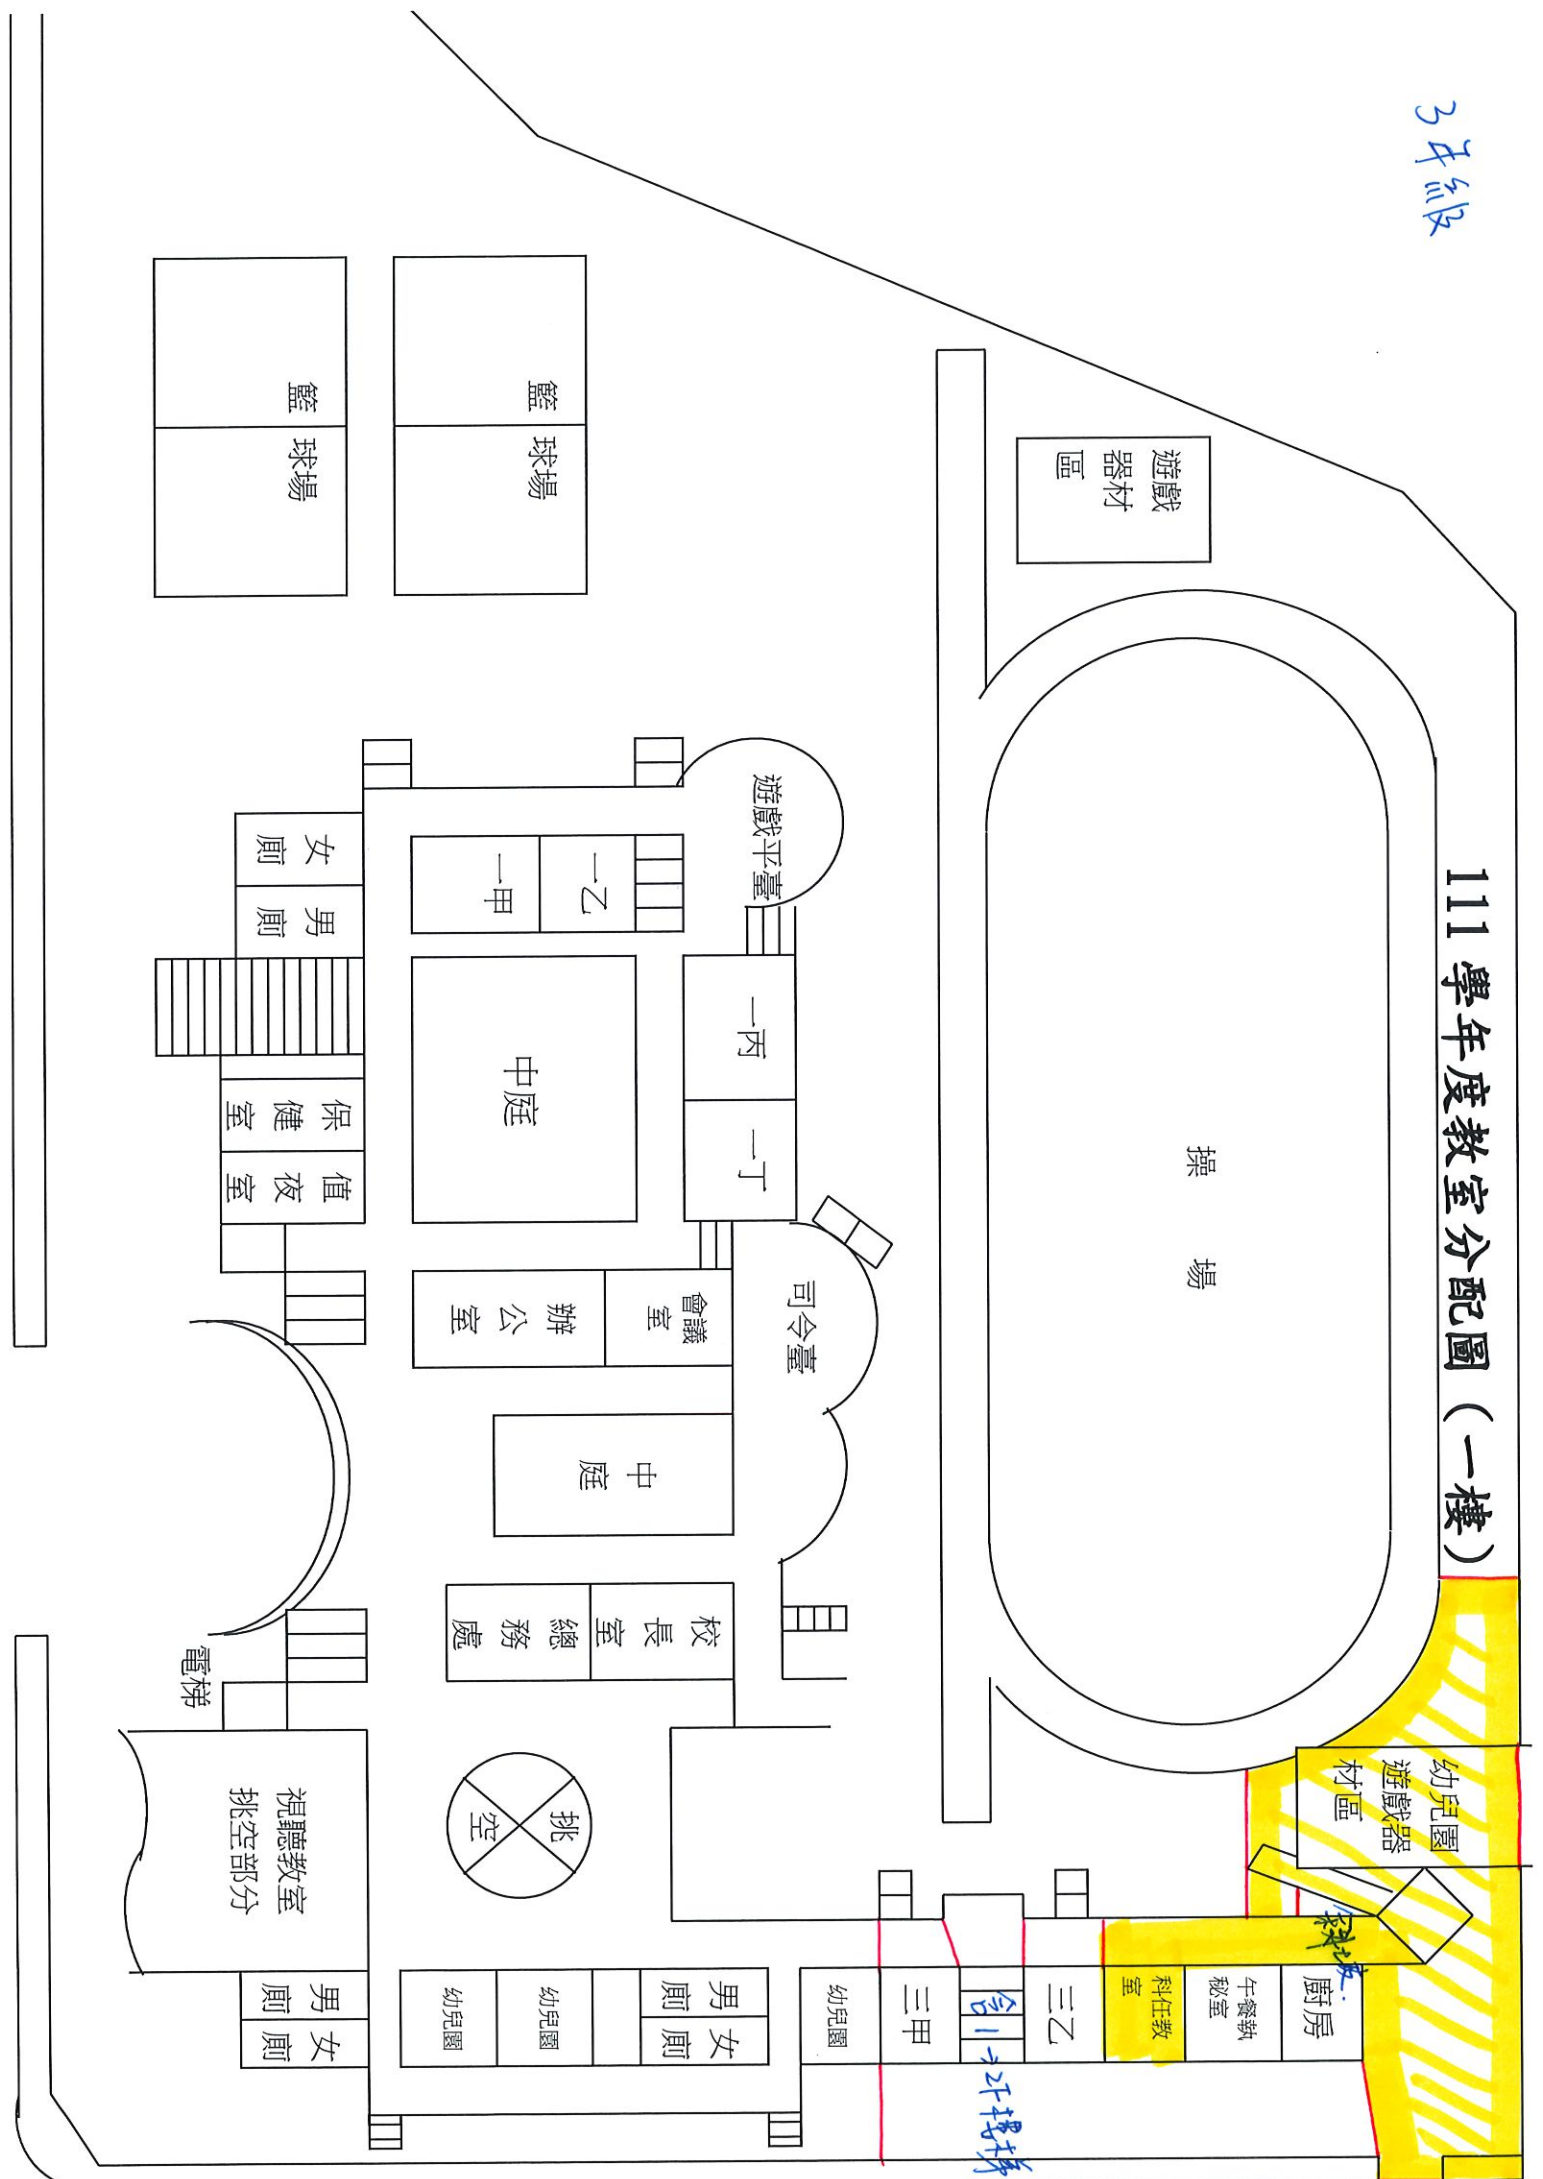 3年級
111 學年度教室分配圖（一樓）
遊戲
器材
區
幼兒園
遊戲器
材區
斜坡.
操 場
廚房
午餐執
秘室
科任教
室
三乙
含1→2F樓梯
三甲
幼兒園
遊戲平臺
司令臺
一丙
一丁
會議
室
校
長
室
男
廁
女
廁
籃 球場
一乙
一甲
中庭
辦
公
室
中
庭
總
務
處
挑
空
幼兒園
幼兒園
籃 球場
女
廁
男
廁
保
健
室
值
夜
室
電梯
視聽教室
挑空部分
男
廁
女
廁